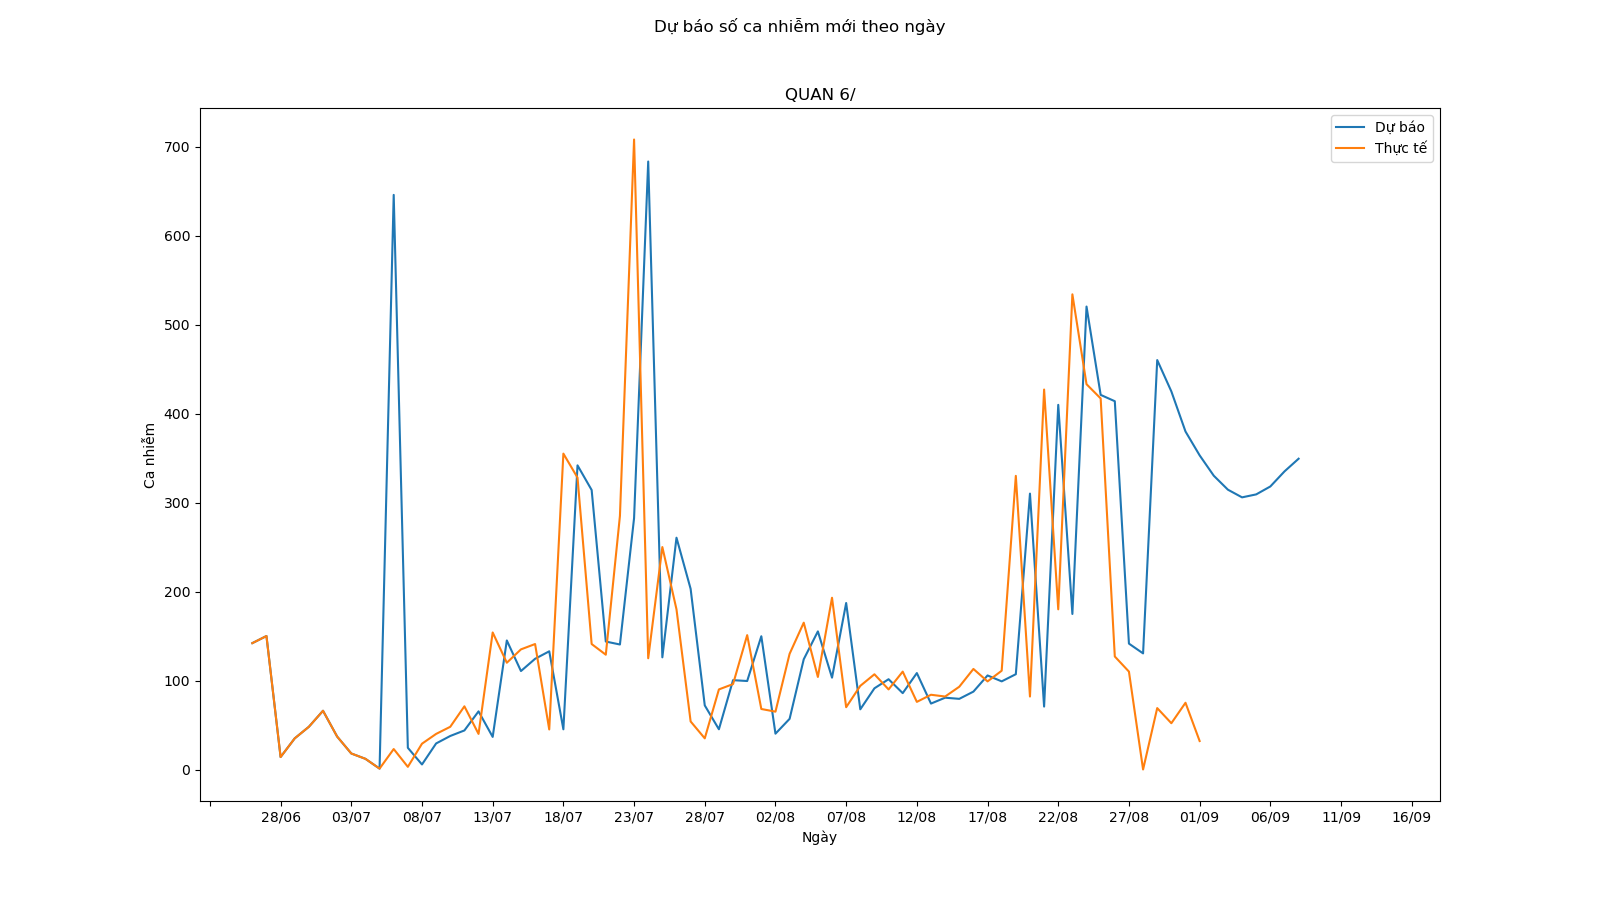 Dự báo số ca nhiễm mới theo ngày
QUAN 6/
Dự báo
Thực tế
700
600
500
400
300
200
100
0
Ca nhiễm
28/06 03/07 08/07 13/07 18/07 23/07 28/07 02/08 07/08 12/08 17/08 22/08 27/08 01/09 06/09 11/09 16/09
Ngày